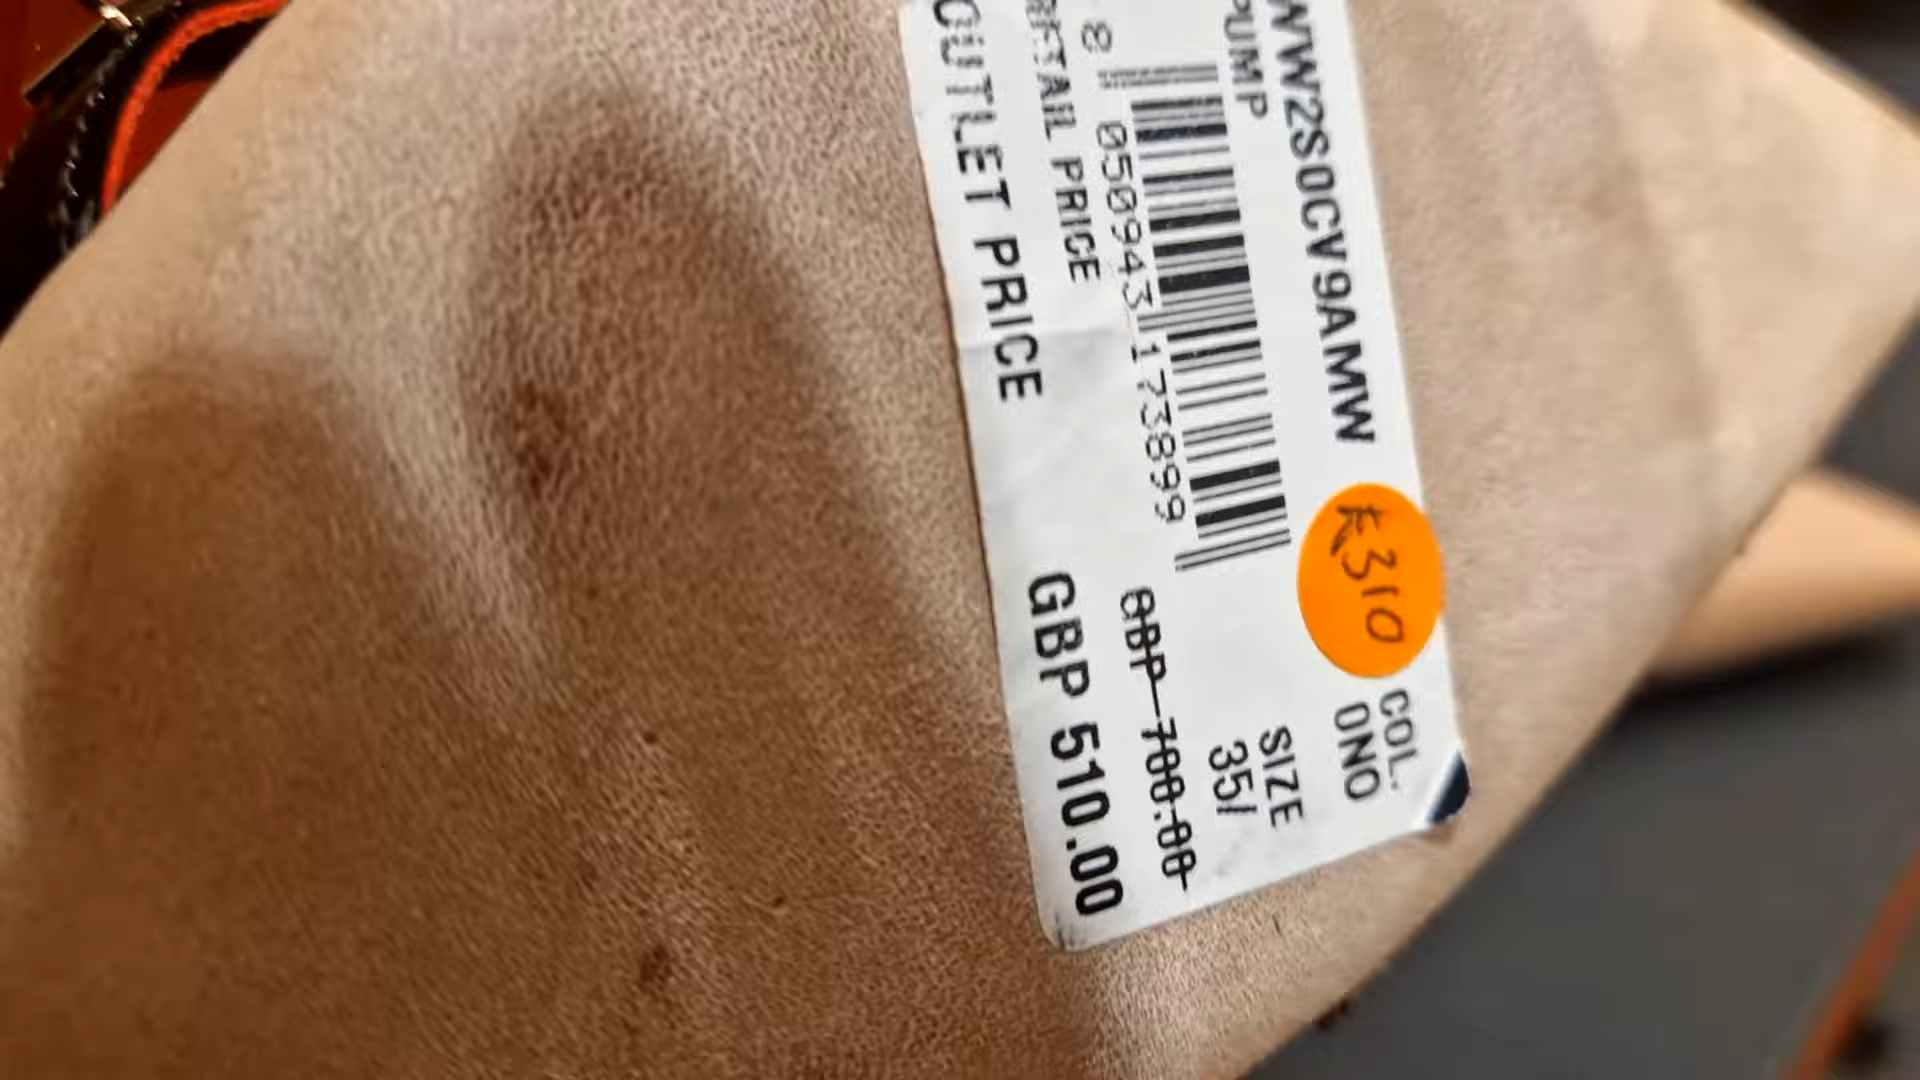 WW2S0CV9AMW
COL.
0NO
PUMP
SIZE
35/
£310
8 050943 173899
RETAIL PRICE GBP 700.00
OUTLET PRICE GBP 510.00